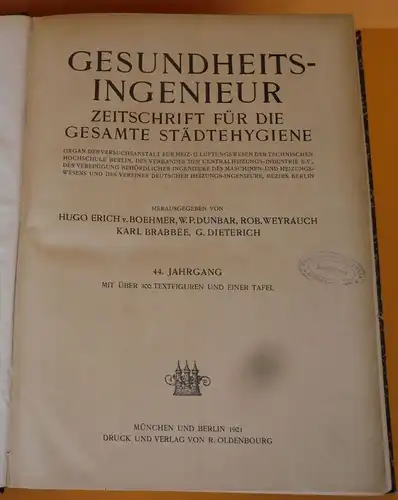 GESUNDHEITS-
INGENIEUR
ZEITSCHRIFT FÜR DIE
GESAMTE STÄDTEHYGIENE
ORGAN DER VERSUCHSANSTALT FÜR HEIZ- U. LÜFTUNGSWESEN DER TECHNISCHEN
HOCHSCHULE BERLIN, DES VERBANDES DER CENTRALHEIZUNGS-INDUSTRIE E.V.,
DER VEREINIGUNG BEHÖRDLICHER INGENIEURE DES MASCHINEN- UND HEIZUNGS-
WESENS UND DES VEREINES DEUTSCHER HEIZUNGS-INGENIEURE, BEZIRK BERLIN
HERAUSGEGEBEN VON
HUGO ERICH v. BOEHMER, W. P. DUNBAR, ROB. WEYRAUCH
KARL BRABBÉE, G. DIETERICH
44. JAHRGANG
MIT ÜBER 400 TEXTFIGUREN UND EINER TAFEL
MÜNCHEN UND BERLIN 1921
DRUCK UND VERLAG VON R. OLDENBOURG